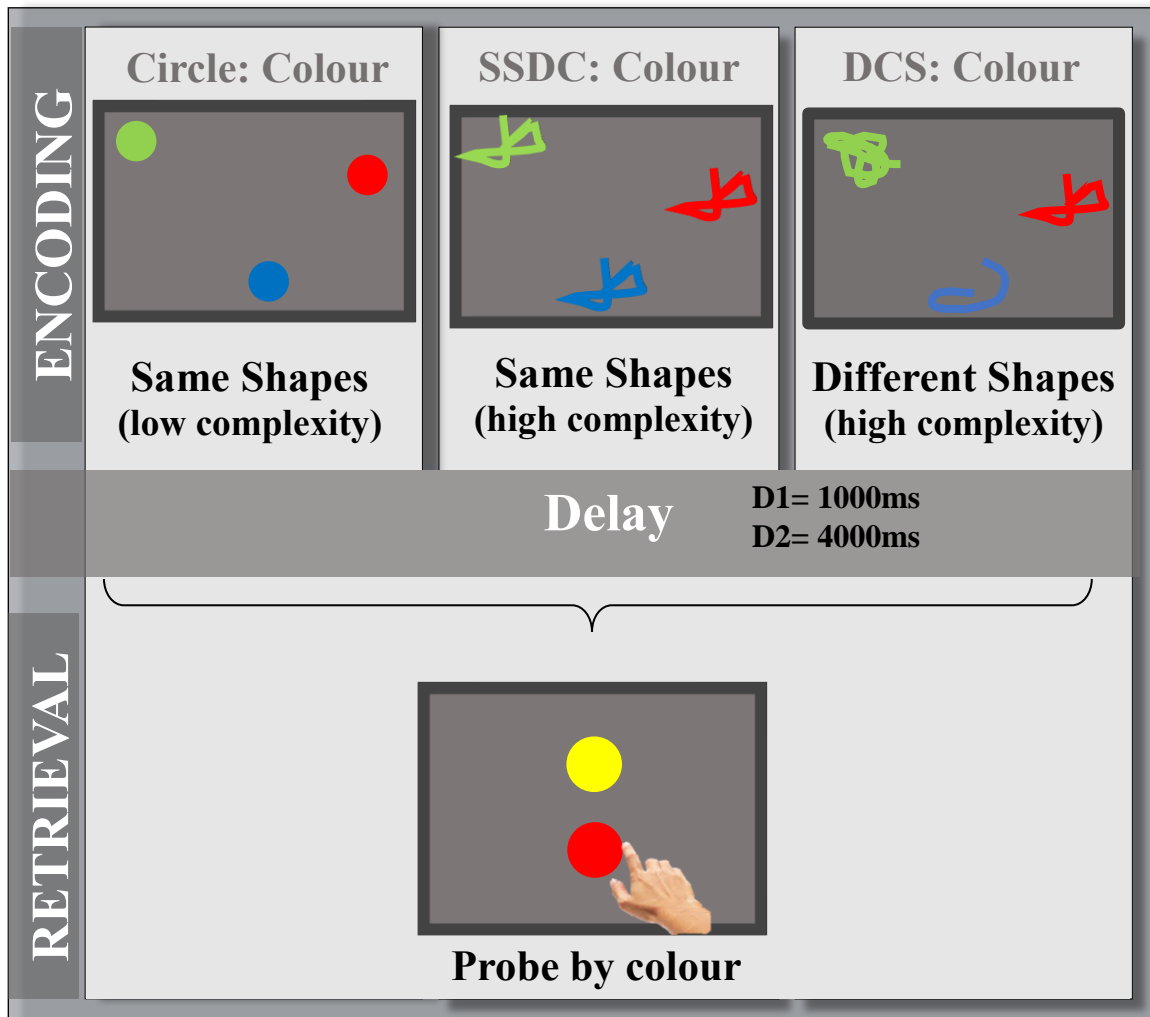 ENCODING
Circle: Colour
Same Shapes
(low complexity)
SSDC: Colour
Same Shapes
(high complexity)
DCS: Colour
Different Shapes
(high complexity)
Delay
D1= 1000ms
D2= 4000ms
RETRIEVAL
Probe by colour